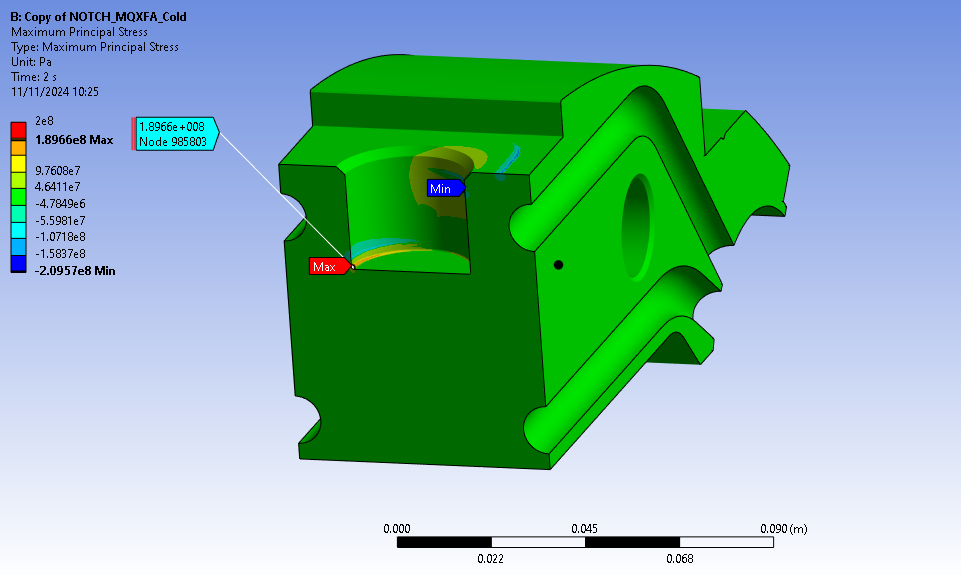 B: Copy of NOTCH_MQXFA_Cold
Maximum Principal Stress
Type: Maximum Principal Stress
Unit: Pa
Time: 2 s
11/11/2024 10:25
2e8
1.8966e8 Max
9.7608e7
4.6411e7
-4.7849e6
-5.5981e7
-1.0718e8
-1.5837e8
-2.0957e8 Min
1.8966e+008
Node 985803
Min
Max
0.000
0.045
0.090 (m)
0.022
0.068